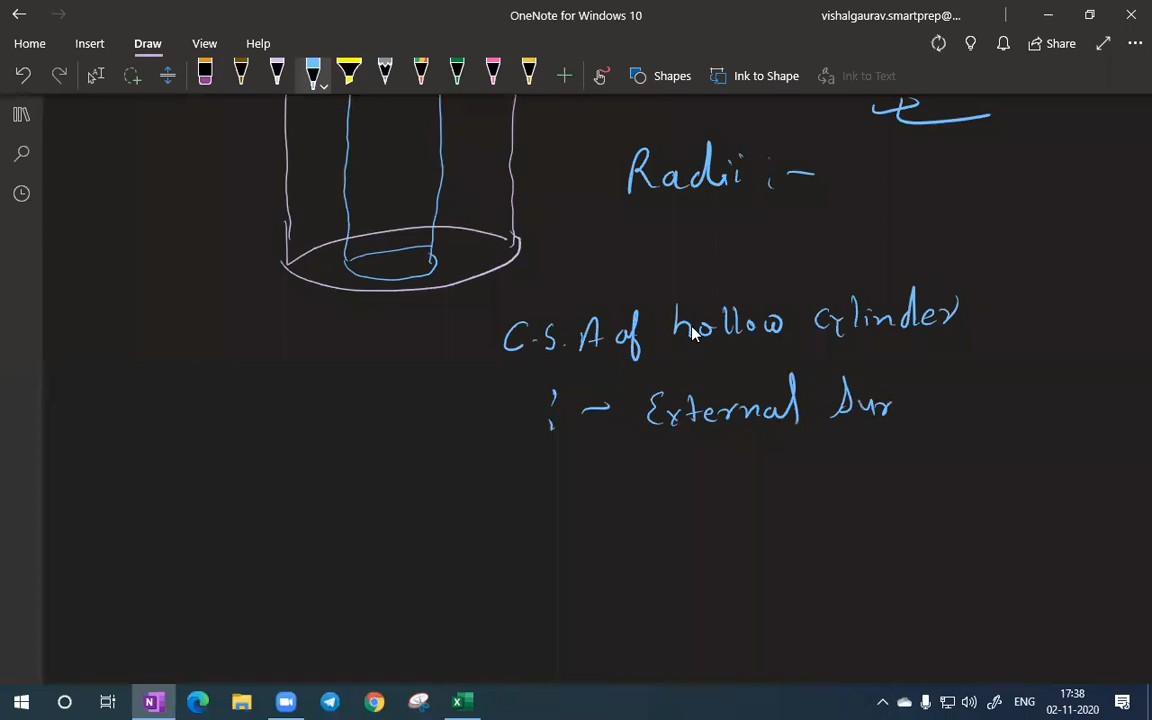 OneNote for Windows 10
vishalgaurav.smartprep@...
Home Insert Draw View Help
Share
Shapes Ink to Shape Ink to Text
Radii :-
C.S.A of hollow cylinder
:- External Sur
ENG
17:38
02-11-2020